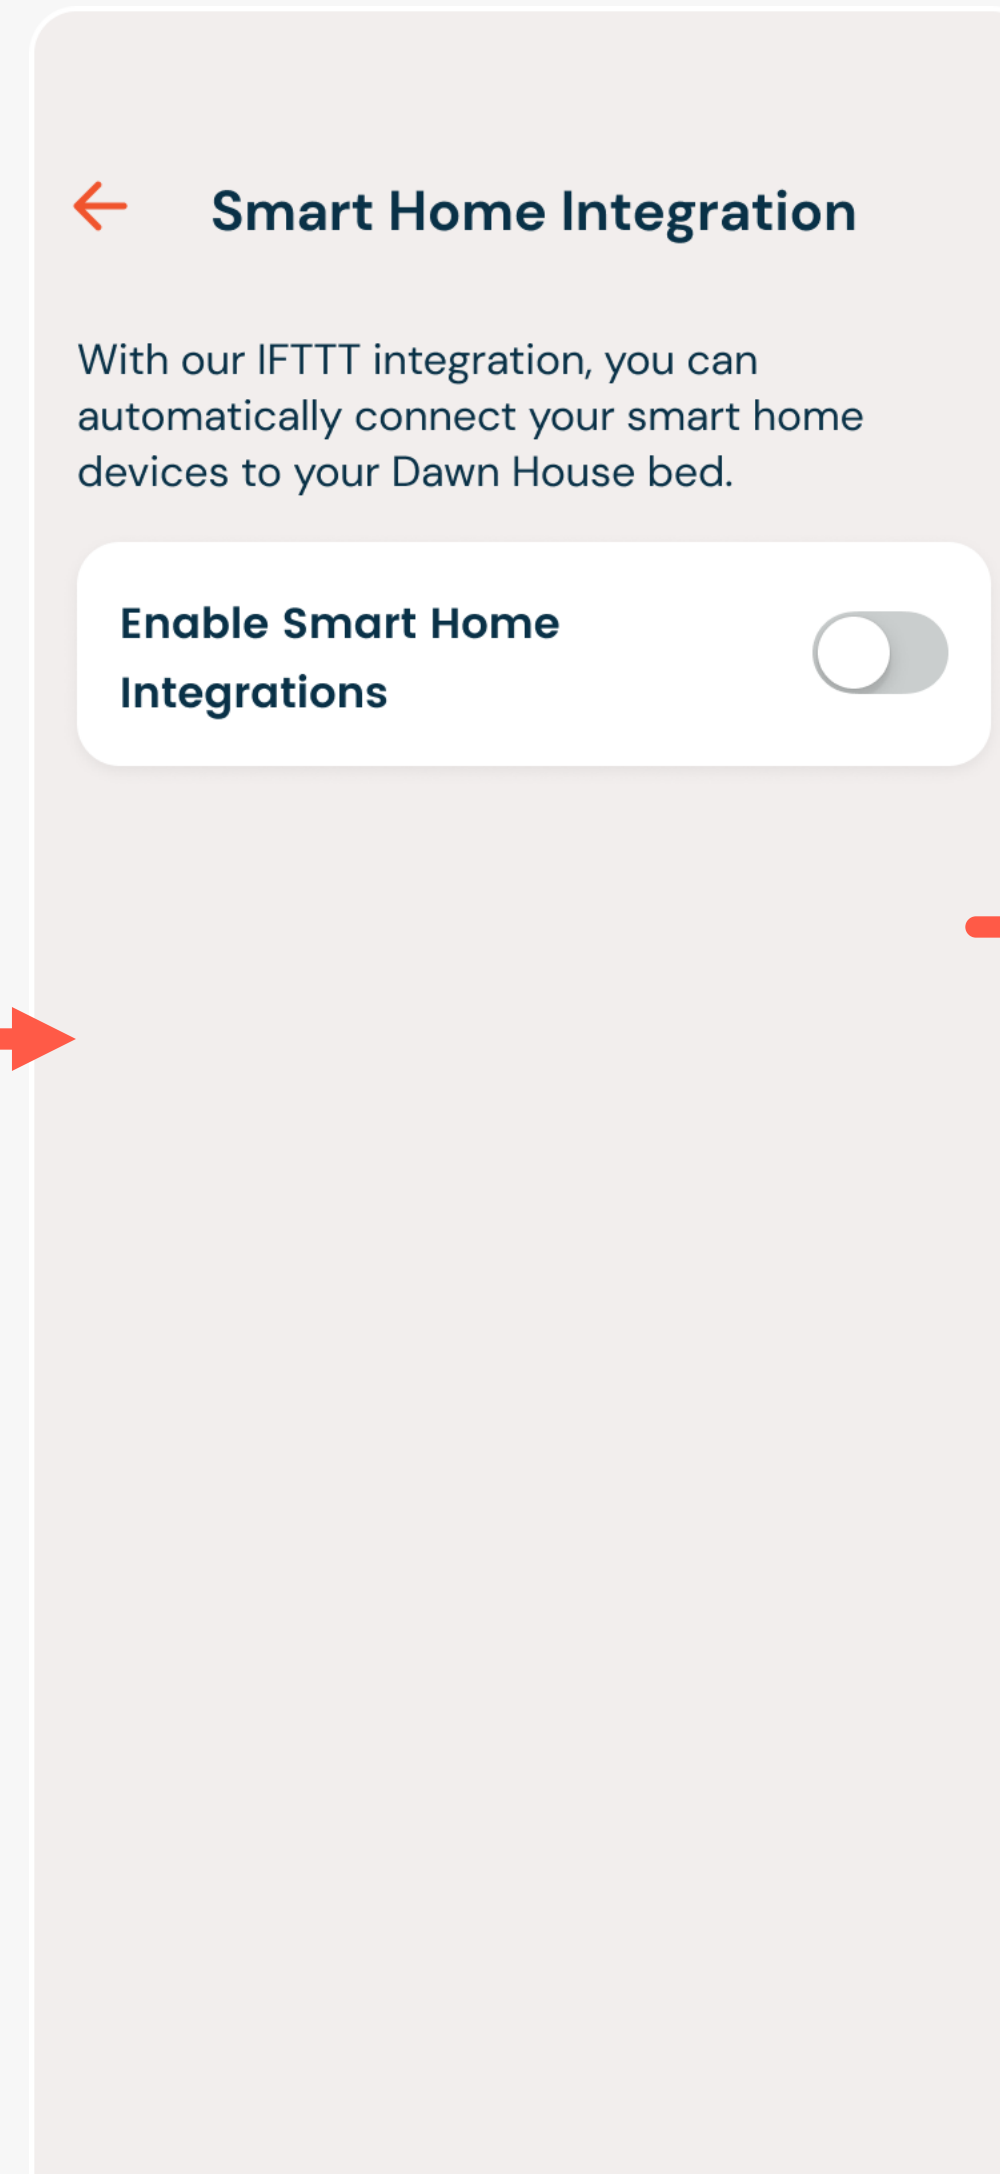 Smart Home Integration
With our IFTTT integration, you can
automatically connect your smart home
devices to your Dawn House bed.
Enable Smart Home
Integrations